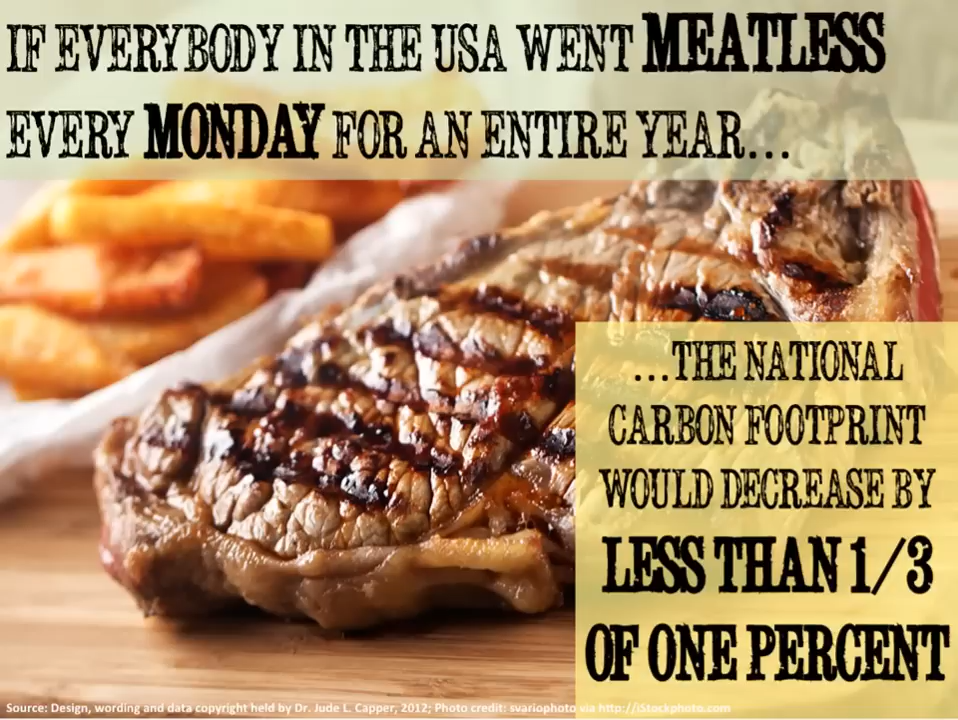 IF EVERYBODY IN THE USA WENT MEATLESS
EVERY MONDAY FOR AN ENTIRE YEAR...
...THE NATIONAL
CARBON FOOTPRINT
WOULD DECREASE BY
LESS THAN 1/3
OF ONE PERCENT
Source: Design, wording and data copyright held by Dr. Jude L. Capper, 2012; Photo credit: svariophoto via http://iStockphoto.com